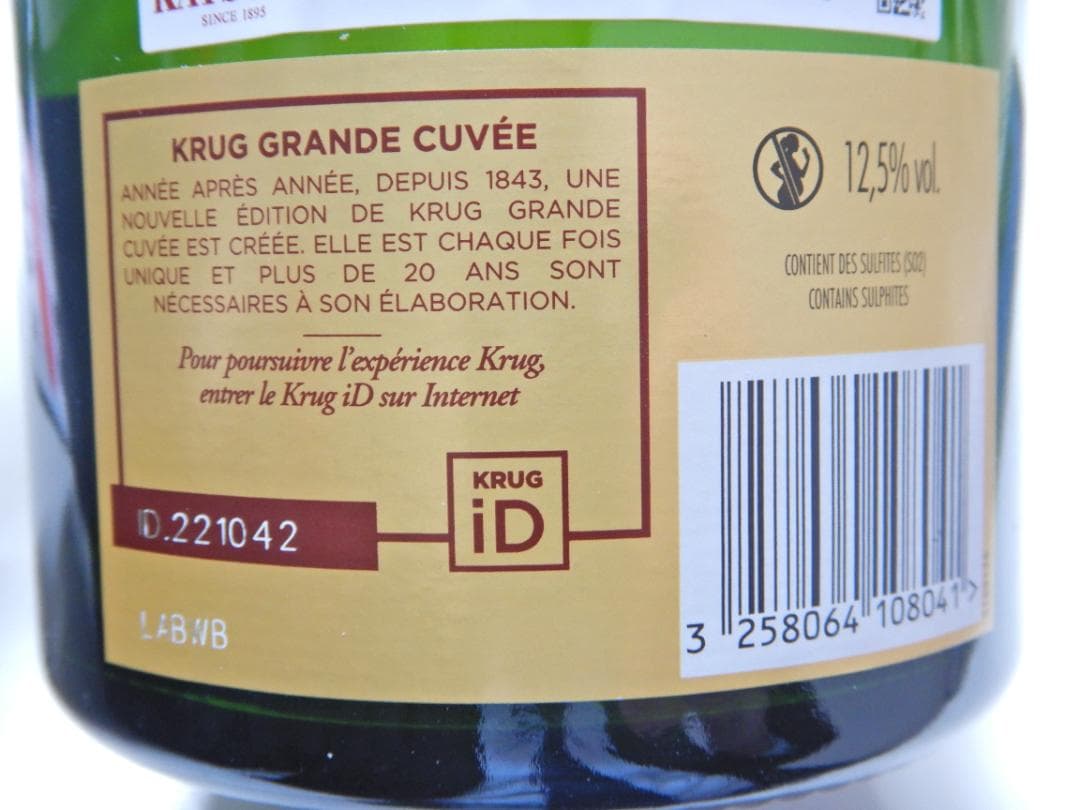 SINCE 1895
KRUG GRANDE CUVÉE
ANNÉE APRÈS ANNÉE, DEPUIS 1843, UNE
NOUVELLE ÉDITION DE KRUG GRANDE
CUVÉE EST CRÉÉE. ELLE EST CHAQUE FOIS
UNIQUE ET PLUS DE 20 ANS SONT
NÉCESSAIRES À SON ÉLABORATION.
Pour poursuivre l'expérience Krug,
entrer le Krug iD sur Internet
KRUG
iD
ID.221042
12,5% vol.
CONTIENT DES SULFITES (SO2)
CONTAINS SULPHITES
3 258064 108041 >